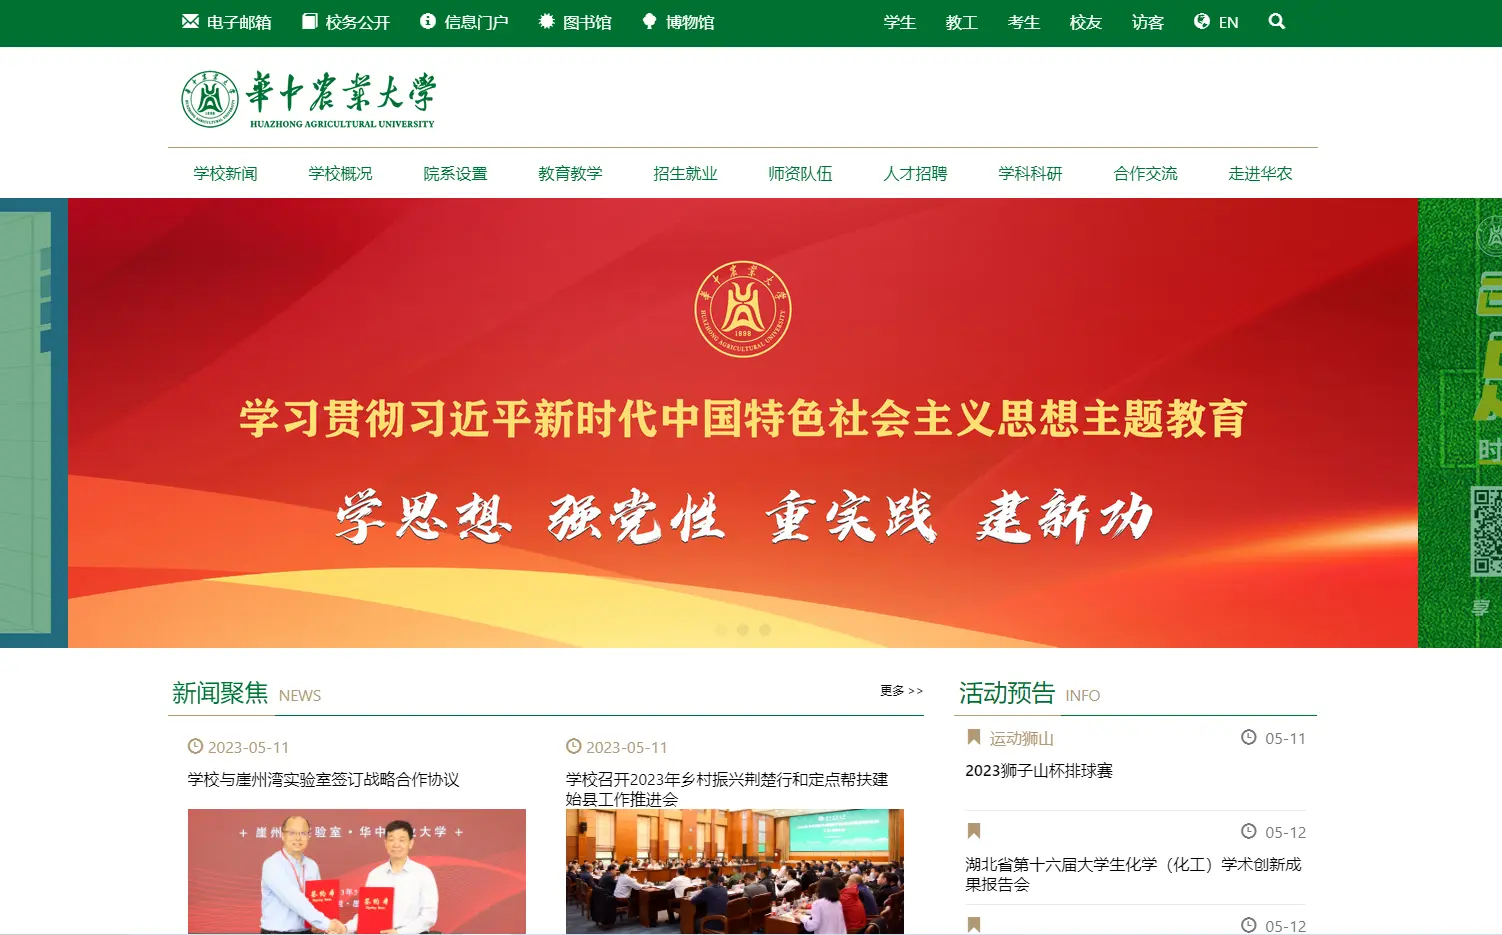 电子邮箱 校务公开 信息门户 图书馆 博物馆 学生 教工 考生 校友 访客 EN
華中農業大學
HUAZHONG AGRICULTURAL UNIVERSITY
学校新闻 学校概况 院系设置 教育教学 招生就业 师资队伍 人才招聘 学科科研 合作交流 走进华农
華中農業大學
1898
HUAZHONG AGRICULTURAL UNIVERSITY
学习贯彻习近平新时代中国特色社会主义思想主题教育
学思想 强党性 重实践 建新功
时
享
新闻聚焦 NEWS 更多 >>
2023-05-11
学校与崖州湾实验室签订战略合作协议
2023-05-11
学校召开2023年乡村振兴荆楚行和定点帮扶建
始县工作推进会
活动预告 INFO
运动狮山 05-11
2023狮子山杯排球赛
05-12
湖北省第十六届大学生化学（化工）学术创新成
果报告会
05-12